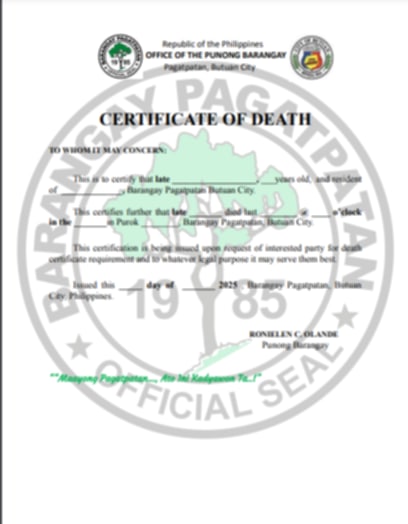 Republic of the Philippines
OFFICE OF THE PUNONG BARANGAY
Pagatpatan, Butuan City
CERTIFICATE OF DEATH
TO WHOM IT MAY CONCERN:
This is to certify that late ________________, ___years old, and resident
of ____________, Barangay Pagatpatan Butuan City.
This certifies further that late _______ died last ________ @ ____ o'clock
in the ______ in Purok ________, Barangay Pagatpatan, Butuan City.
This certification is being issued upon request of interested party for death
certificate requirement and to whatever legal purpose it may serve them best.
Issued this _____ day of _______ 2025 , Barangay Pagatpatan, Butuan
City. Philippines.
RONIELEN C. OLANDE
Punong Barangay
""Maayong Pagatpatan..., Ato Ini Kadyawon Ta..!"
BARANGAY PAGATPATAN
1985
OFFICIAL SEAL